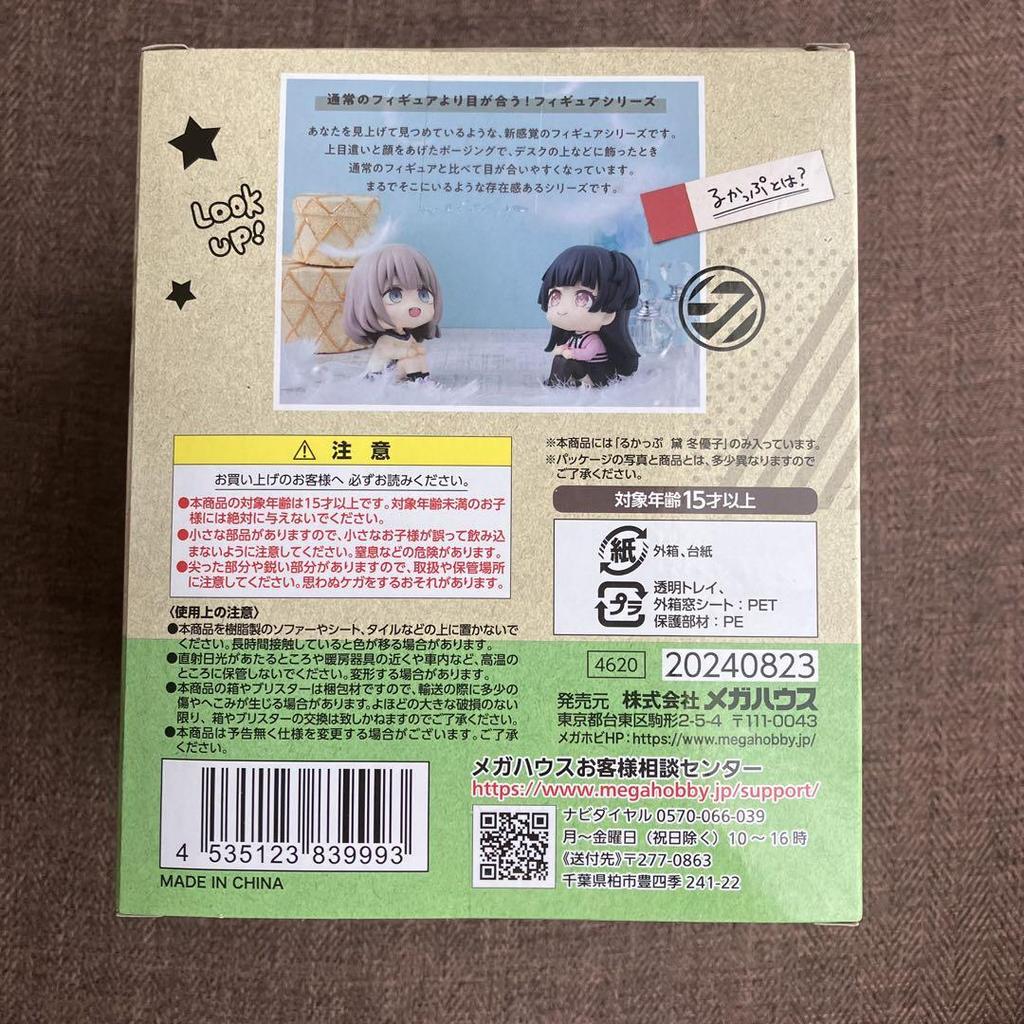 通常のフィギュアより目が合う！フィギュアシリーズ
あなたを見上げて見つめているような、新感覚のフィギュアシリーズです。
上目遣いと顔をあげたポージングで、デスクの上などに飾ったとき
通常のフィギュアと比べて目が合いやすくなっています。
まるでそこにいるような存在感あるシリーズです。
Look
up!
るかっぷとは?
⚠ 注意
お買い上げのお客様へ 必ずお読みください。
●本商品の対象年齢は15才以上です。対象年齢未満のお子
様には絶対に与えないでください。
●小さな部品がありますので、小さなお子様が誤って飲み込
まないように注意してください。窒息などの危険があります。
●尖った部分や鋭い部分がありますので、取扱や保管場所
に注意してください。思わぬケガをするおそれがあります。
〈使用上の注意〉
●本商品を樹脂製のソファーやシート、タイルなどの上に置かないで
ください。長時間接触していると色が移る場合があります。
●直射日光があたるところや暖房器具の近くや車内など、高温の
ところに保管しないでください。変形する場合があります。
●本商品の箱やブリスターは梱包材ですので、輸送の際に多少の
傷やへこみが生じる場合があります。よほどの大きな破損のない
限り、箱やブリスターの交換は致しかねますのでご了承ください。
●本商品は予告無く仕様を変更する場合がございます。ご了承
ください。
4 535123 839993
MADE IN CHINA
※本商品には「るかっぷ 黛 冬優子」のみ入っています。
※パッケージの写真と商品とは、多少異なりますので
ご了承ください。
対象年齢15才以上
紙 外箱、台紙
プラ 透明トレイ、
外箱窓シート：PET
保護部材：PE
4620 20240823
発売元 株式会社メガハウス
東京都台東区駒形2-5-4 〒111-0043
メガホビHP：https://www.megahobby.jp/
メガハウスお客様相談センター
https://www.megahobby.jp/support/
ナビダイヤル 0570-066-039
月～金曜日（祝日除く）10～16時
《送付先》〒277-0863
千葉県柏市豊四季 241-22